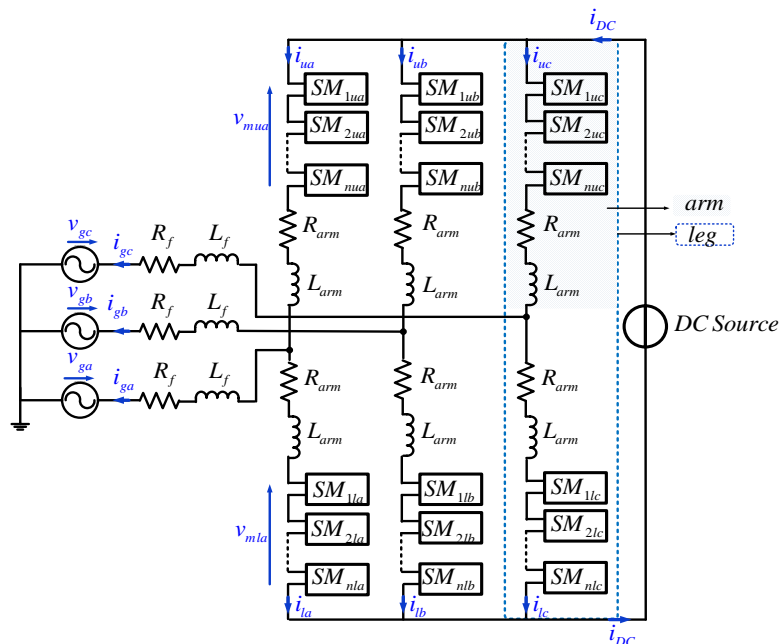 i_DC
i_ua i_ub i_uc
SM_1ua SM_1ub SM_1uc
v_mua SM_2ua SM_2ub SM_2uc
SM_nua SM_nub SM_nuc
arm
R_arm R_arm R_arm
leg
v_gc i_gc R_f L_f
L_arm L_arm L_arm
v_gb i_gb R_f L_f
DC Source
v_ga i_ga R_f L_f
R_arm R_arm R_arm
L_arm L_arm L_arm
SM_1la SM_1lb SM_1lc
v_mla SM_2la SM_2lb SM_2lc
SM_nla SM_nlb SM_nlc
i_la i_lb i_lc
i_DC